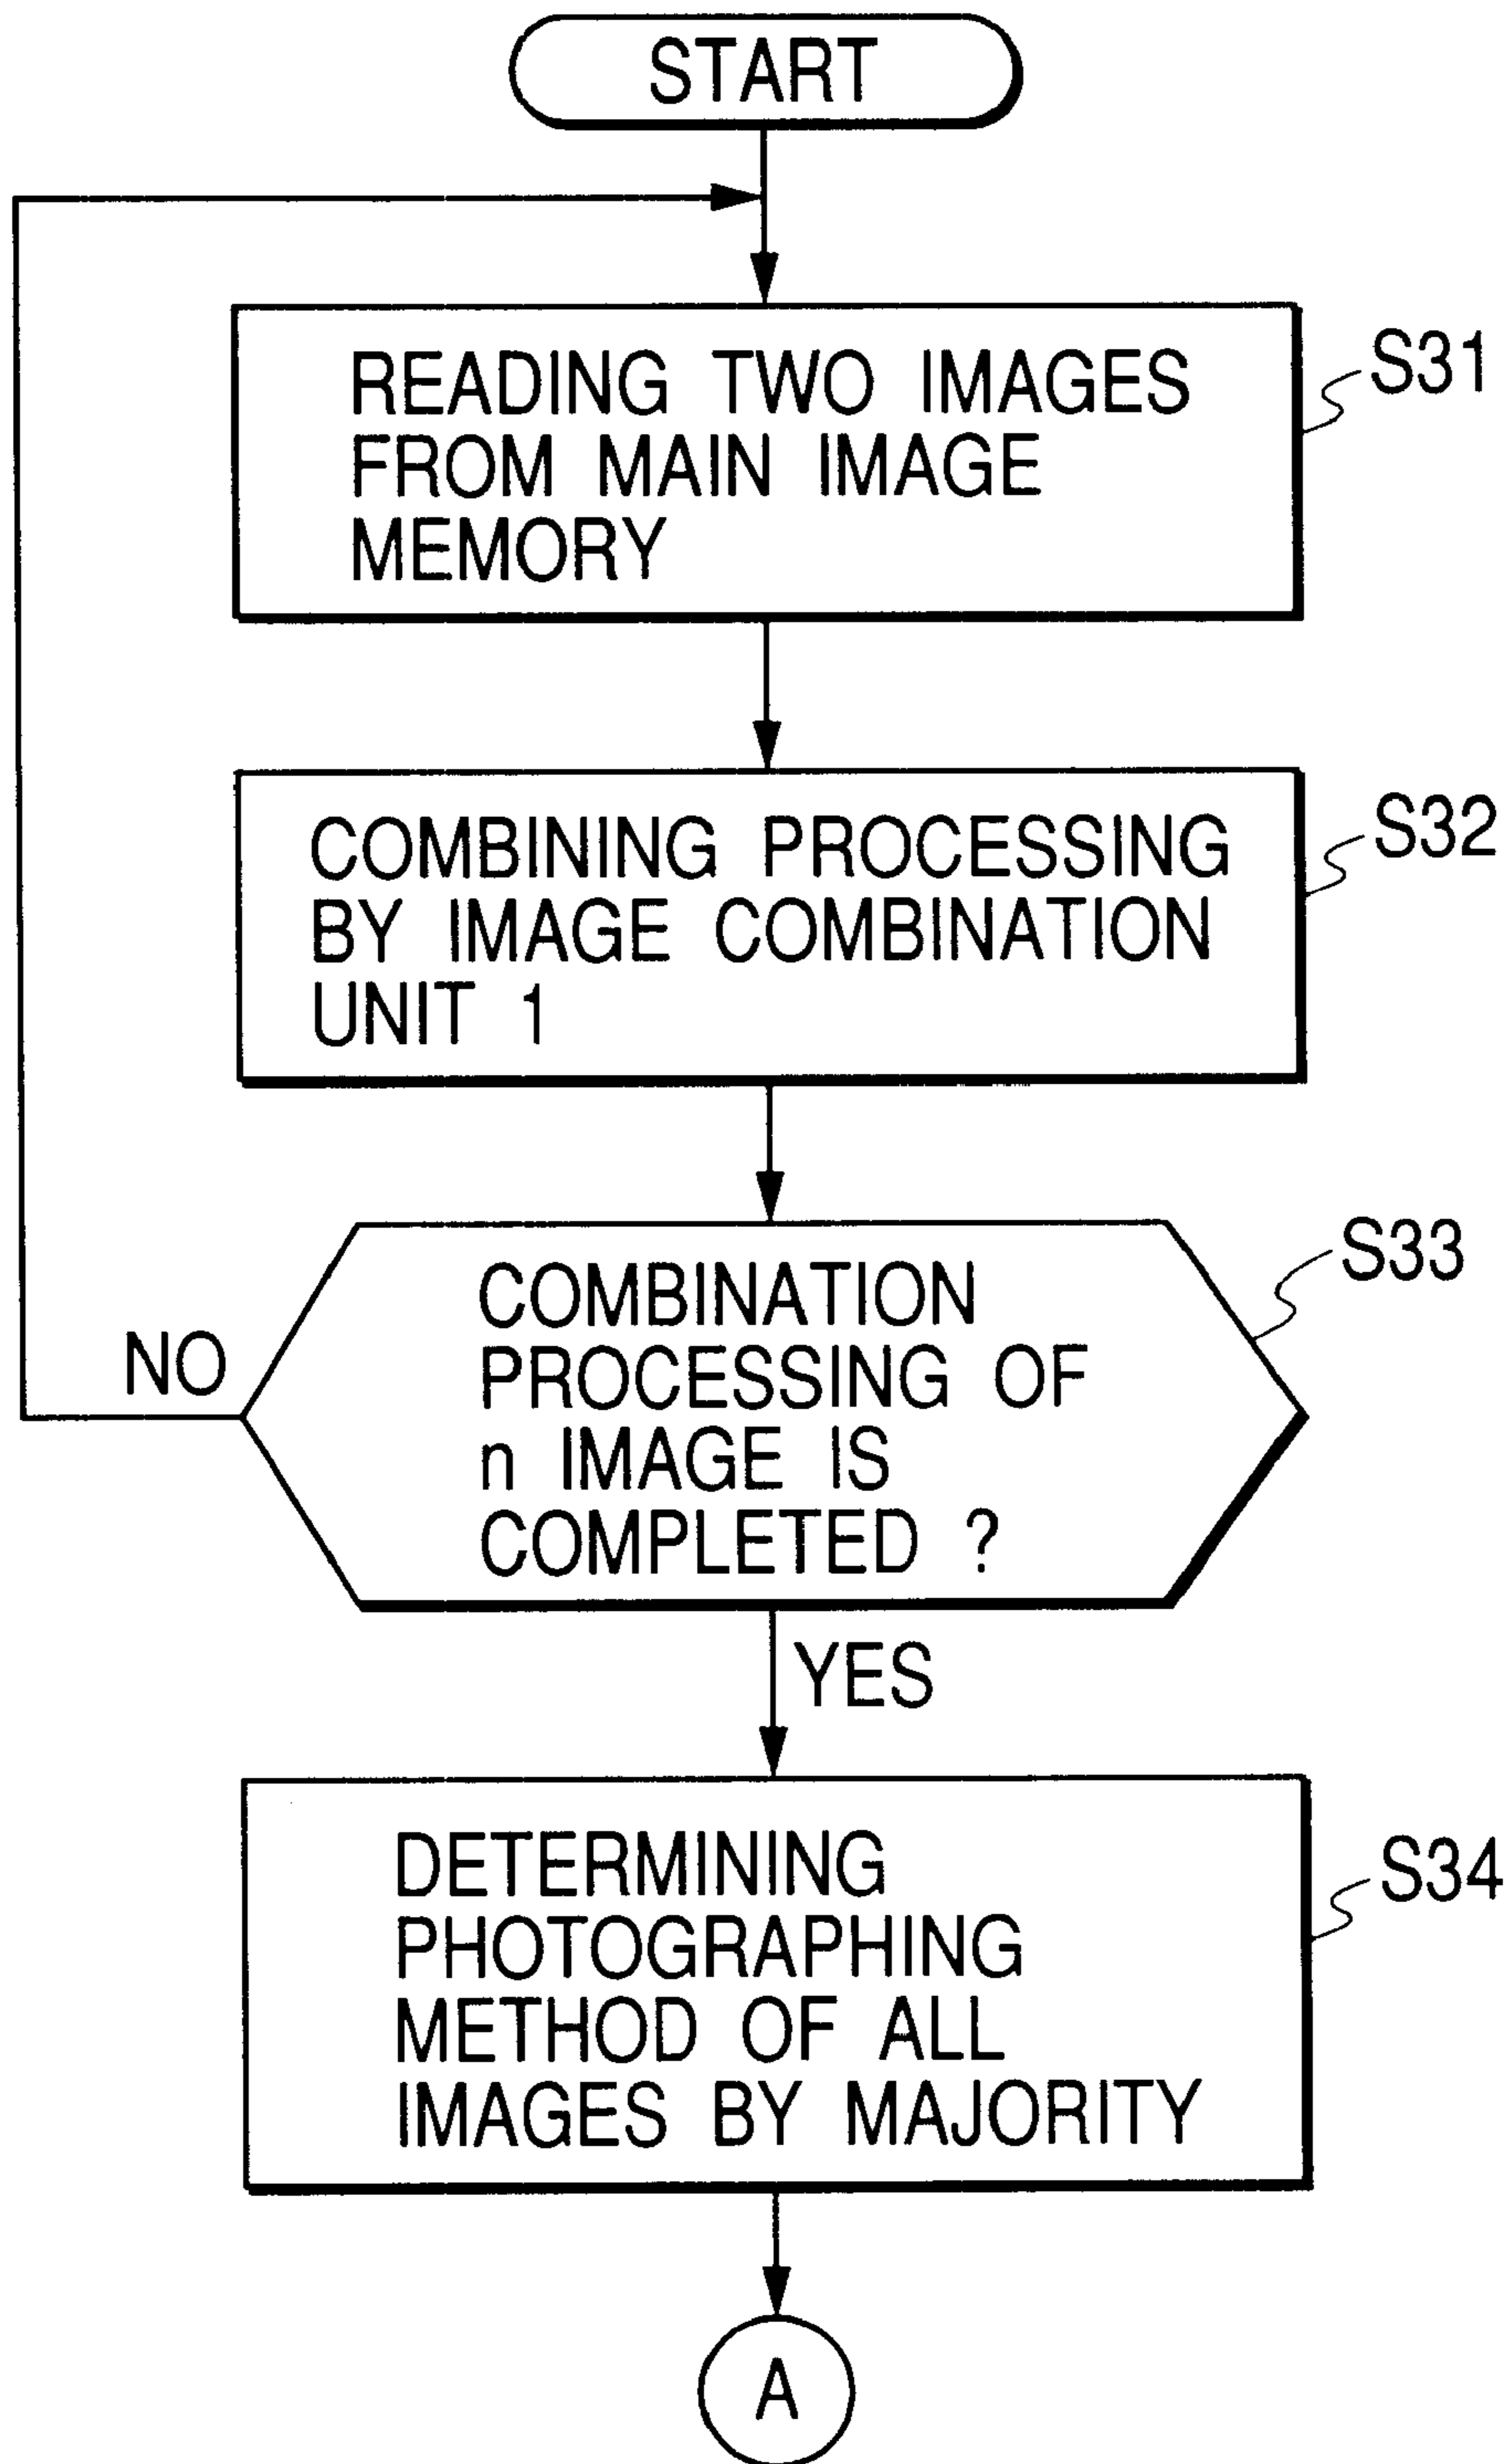 START
READING TWO IMAGES
FROM MAIN IMAGE
MEMORY
S31
COMBINING PROCESSING
BY IMAGE COMBINATION
UNIT 1
S32
COMBINATION
PROCESSING OF
n IMAGE IS
COMPLETED ?
S33
NO
YES
DETERMINING
PHOTOGRAPHING
METHOD OF ALL
IMAGES BY MAJORITY
S34
A